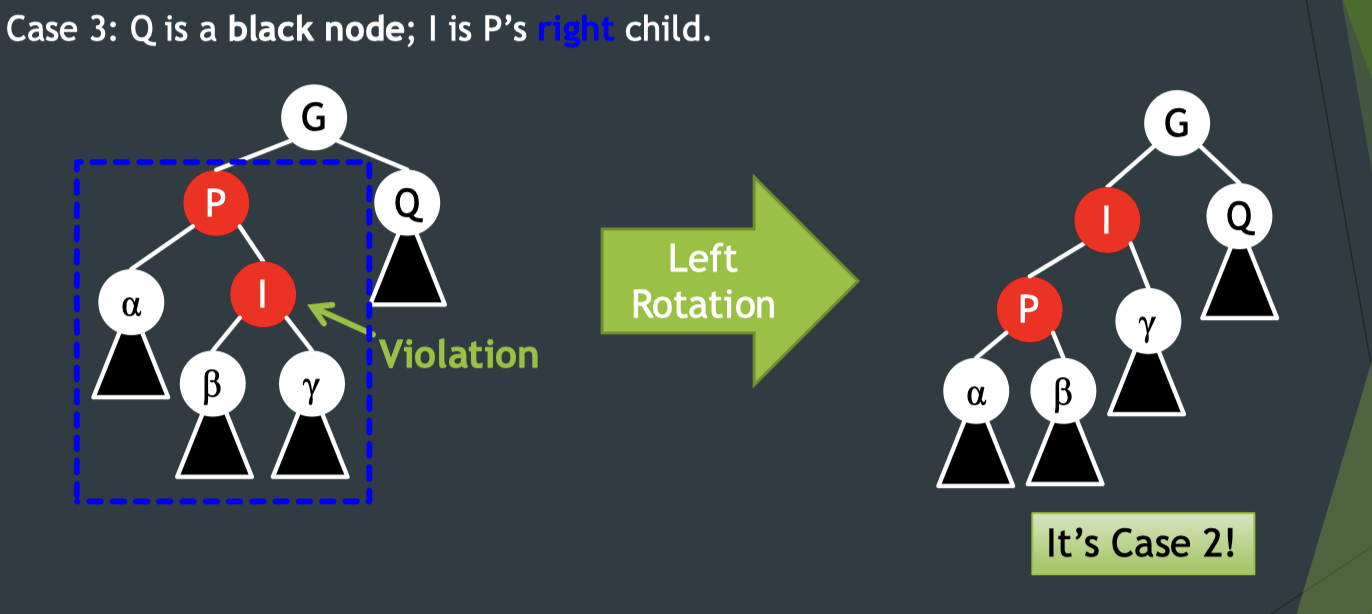 Case 3: Q is a black node; I is P’s right child.
G
P
Q
α
I
β
γ
Violation
Left
Rotation
G
I
Q
P
γ
α
β
It’s Case 2!